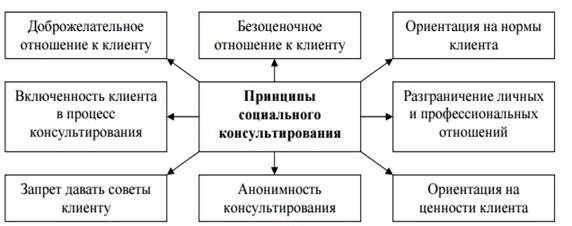 Доброжелательное
отношение к клиенту
Безоценочное
отношение к клиенту
Ориентация на нормы
клиента
Включенность клиента
в процесс
консультирования
Принципы
социального
консультирования
Разграничение личных
и профессиональных
отношений
Запрет давать советы
клиенту
Анонимность
консультирования
Ориентация на
ценности клиента